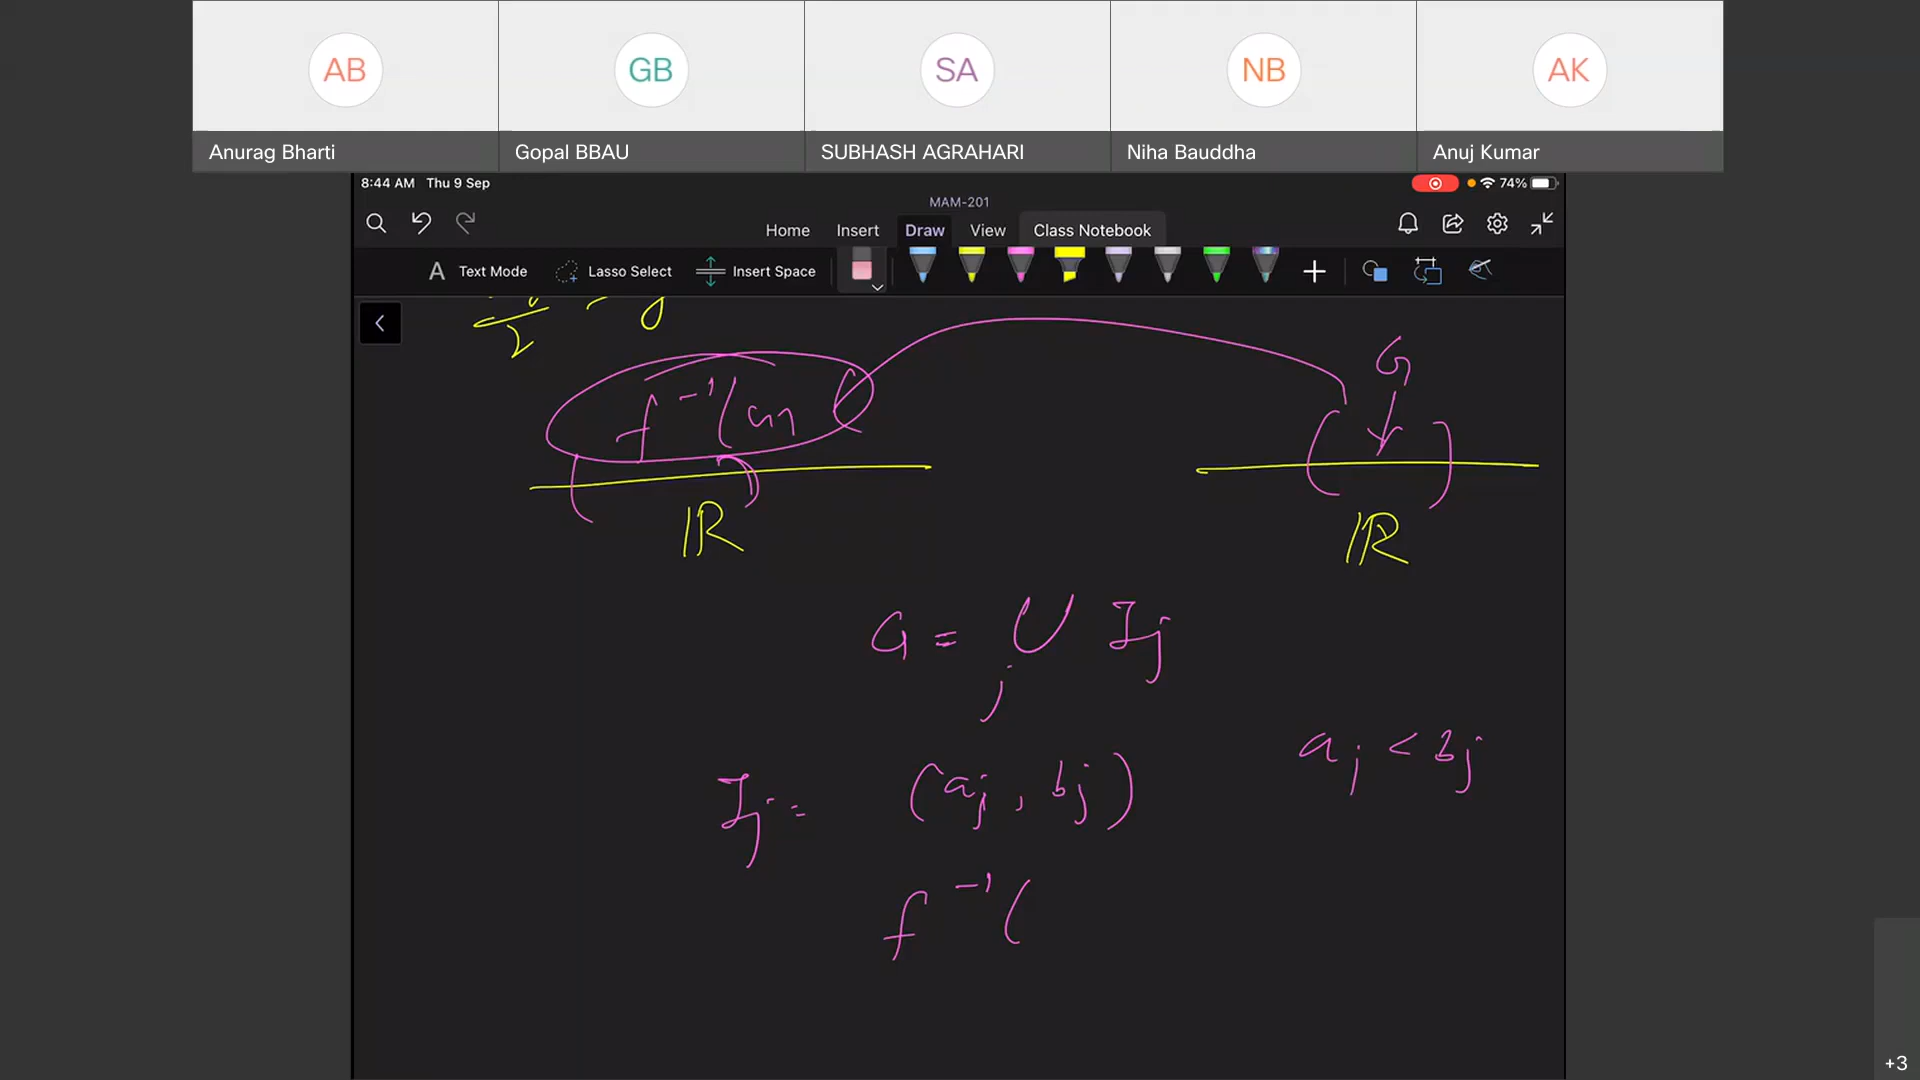 AB GB SA NB AK
Anurag Bharti Gopal BBAU SUBHASH AGRAHARI Niha Bauddha Anuj Kumar
8:44 AM Thu 9 Sep 74%
MAM-201
Home Insert Draw View Class Notebook
A Text Mode Lasso Select Insert Space
2
G
f⁻¹(G)
ℝ ℝ
G = ∪ Ij
j
aj < bj
Ij = (aj, bj)
f⁻¹(
+3